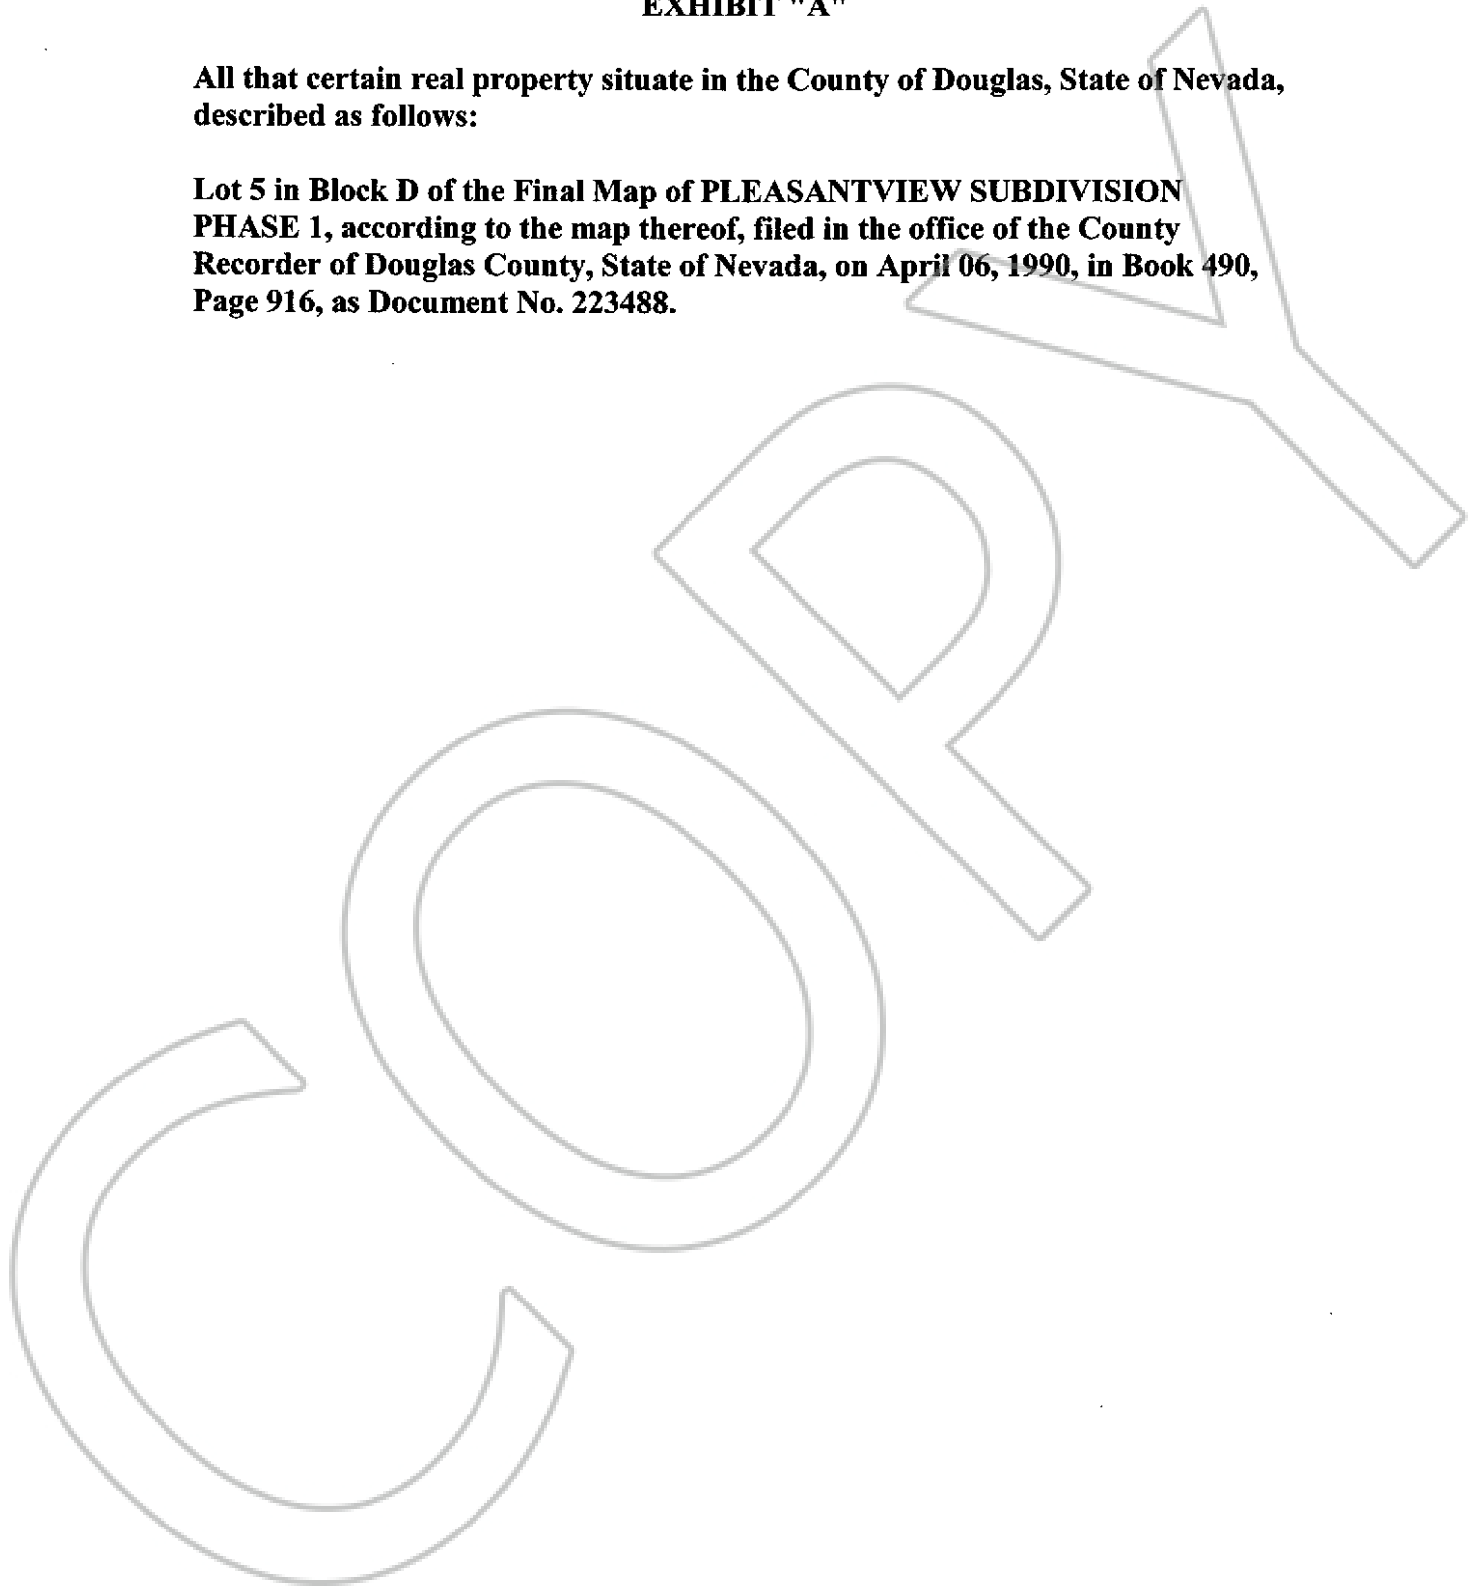 EXHIBIT "A"
All that certain real property situate in the County of Douglas, State of Nevada,
described as follows:
Lot 5 in Block D of the Final Map of PLEASANTVIEW SUBDIVISION
PHASE 1, according to the map thereof, filed in the office of the County
Recorder of Douglas County, State of Nevada, on April 06, 1990, in Book 490,
Page 916, as Document No. 223488.
COPY